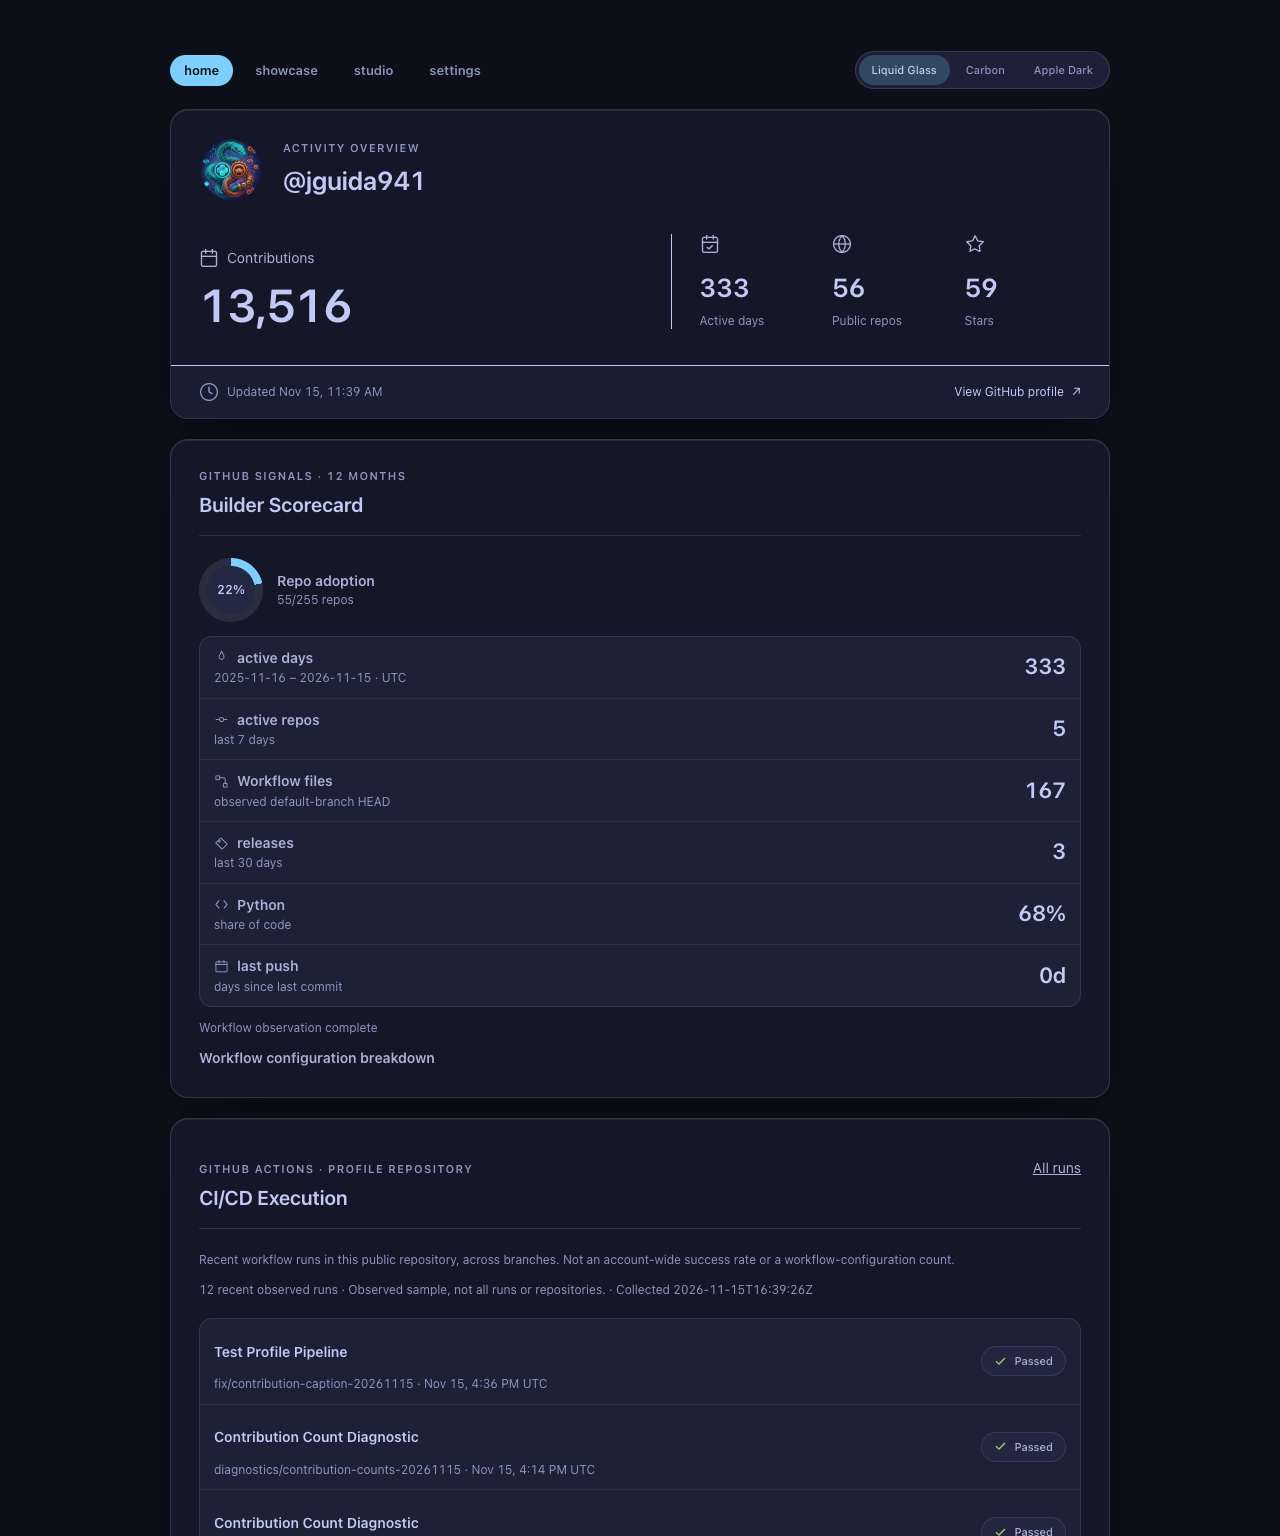 home showcase studio settings
Liquid Glass Carbon Apple Dark
ACTIVITY OVERVIEW
@jguida941
Contributions
13,516
333
Active days
56
Public repos
59
Stars
Updated Nov 15, 11:39 AM
View GitHub profile ↗
GITHUB SIGNALS · 12 MONTHS
Builder Scorecard
22%
Repo adoption
55/255 repos
active days
2025-11-16 – 2026-11-15 · UTC
333
active repos
last 7 days
5
Workflow files
observed default-branch HEAD
167
releases
last 30 days
3
Python
share of code
68%
last push
days since last commit
0d
Workflow observation complete
Workflow configuration breakdown
GITHUB ACTIONS · PROFILE REPOSITORY
All runs
CI/CD Execution
Recent workflow runs in this public repository, across branches. Not an account-wide success rate or a workflow-configuration count.
12 recent observed runs · Observed sample, not all runs or repositories. · Collected 2026-11-15T16:39:26Z
Test Profile Pipeline
fix/contribution-caption-20261115 · Nov 15, 4:36 PM UTC
Passed
Contribution Count Diagnostic
diagnostics/contribution-counts-20261115 · Nov 15, 4:14 PM UTC
Passed
Contribution Count Diagnostic
Passed